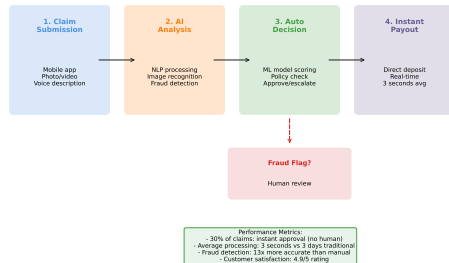 1. Claim
Submission
Mobile app
Photo/video
Voice description
2. AI
Analysis
NLP processing
Image recognition
Fraud detection
3. Auto
Decision
ML model scoring
Policy check
Approve/escalate
4. Instant
Payout
Direct deposit
Real-time
3 seconds avg
Fraud Flag?
Human review
Performance Metrics:
- 30% of claims: instant approval (no human)
- Average processing: 3 seconds vs 3 days traditional
- Fraud detection: 13x more accurate than manual
- Customer satisfaction: 4.9/5 rating